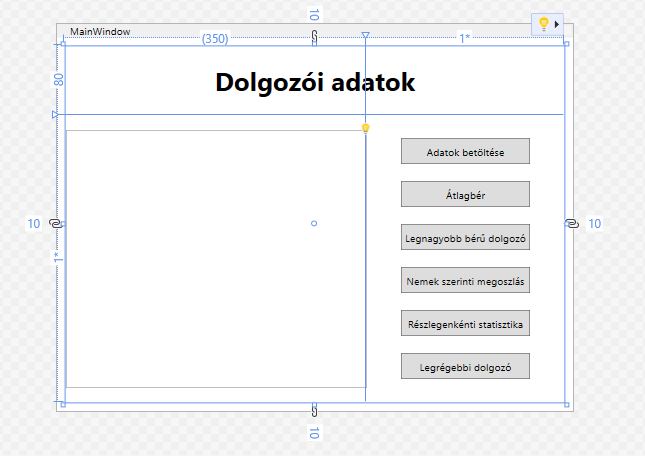 10
MainWindow
(350)
1*
80
Dolgozói adatok
Adatok betöltése
Átlagbér
Legnagyobb bérű dolgozó
10
10
1*
Nemek szerinti megoszlás
Részlegenkénti statisztika
Legrégebbi dolgozó
10